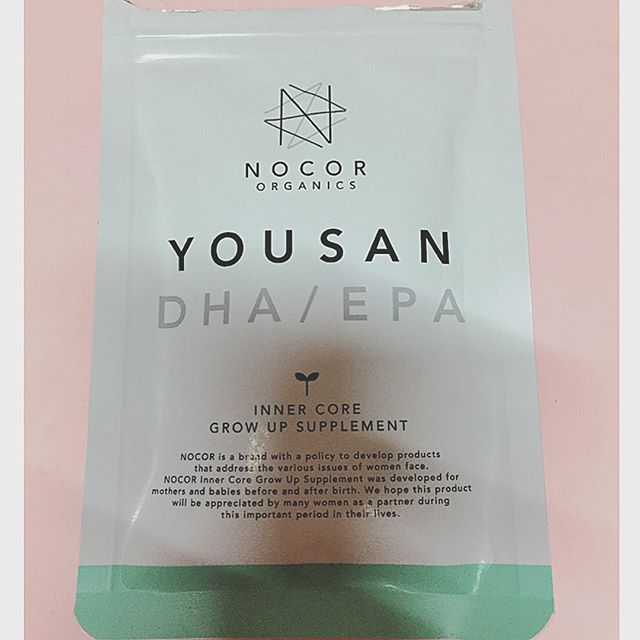 NOCOR
ORGANICS
YOUSAN
DHA/EPA
INNER CORE
GROW UP SUPPLEMENT
NOCOR is a brand with a policy to develop products
that address the various issues of women face.
NOCOR Inner Core Grow Up Supplement was developed for
mothers and babies before and after birth. We hope this product
will be appreciated by many women as a partner during
this important period in their lives.